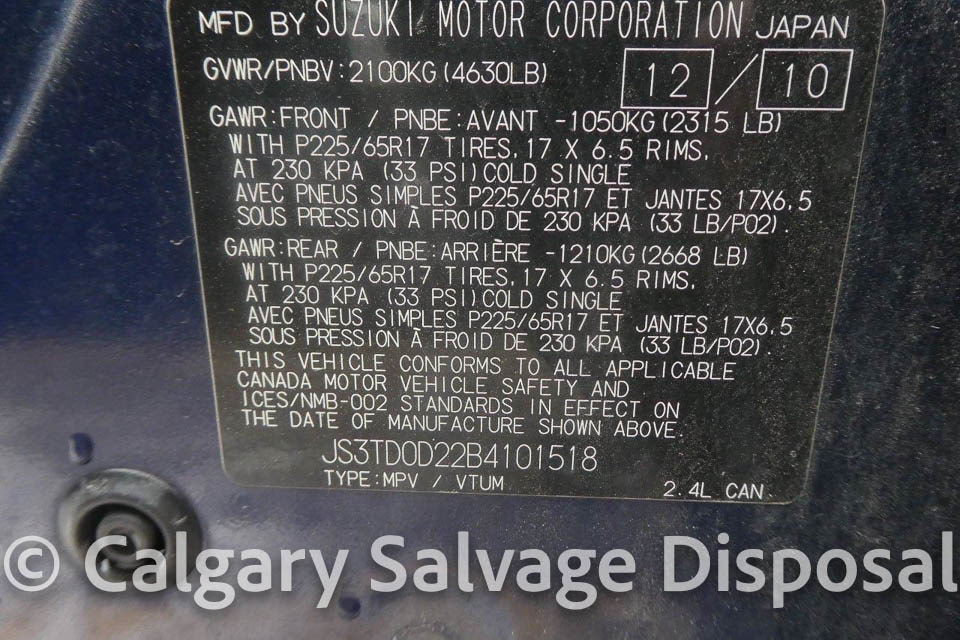 MFD BY SUZUKI MOTOR CORPORATION JAPAN
GVWR/PNBV:2100KG(4630LB) 12/10
GAWR:FRONT / PNBE:AVANT -1050KG(2315 LB)
WITH P225/65R17 TIRES,17 X 6.5 RIMS,
AT 230 KPA (33 PSI)COLD SINGLE
AVEC PNEUS SIMPLES P225/65R17 ET JANTES 17X6.5
SOUS PRESSION À FROID DE 230 KPA (33 LB/PO2).
GAWR:REAR / PNBE:ARRIÈRE -1210KG(2668 LB)
WITH P225/65R17 TIRES,17 X 6.5 RIMS,
AT 230 KPA (33 PSI)COLD SINGLE
AVEC PNEUS SIMPLES P225/65R17 ET JANTES 17X6.5
SOUS PRESSION À FROID DE 230 KPA (33 LB/PO2).
THIS VEHICLE CONFORMS TO ALL APPLICABLE
CANADA MOTOR VEHICLE SAFETY AND
ICES/NMB-002 STANDARDS IN EFFECT ON
THE DATE OF MANUFACTURE SHOWN ABOVE.
JS3TD0D22B4101518
TYPE:MPV / VTUM 2.4L CAN
© Calgary Salvage Disposal